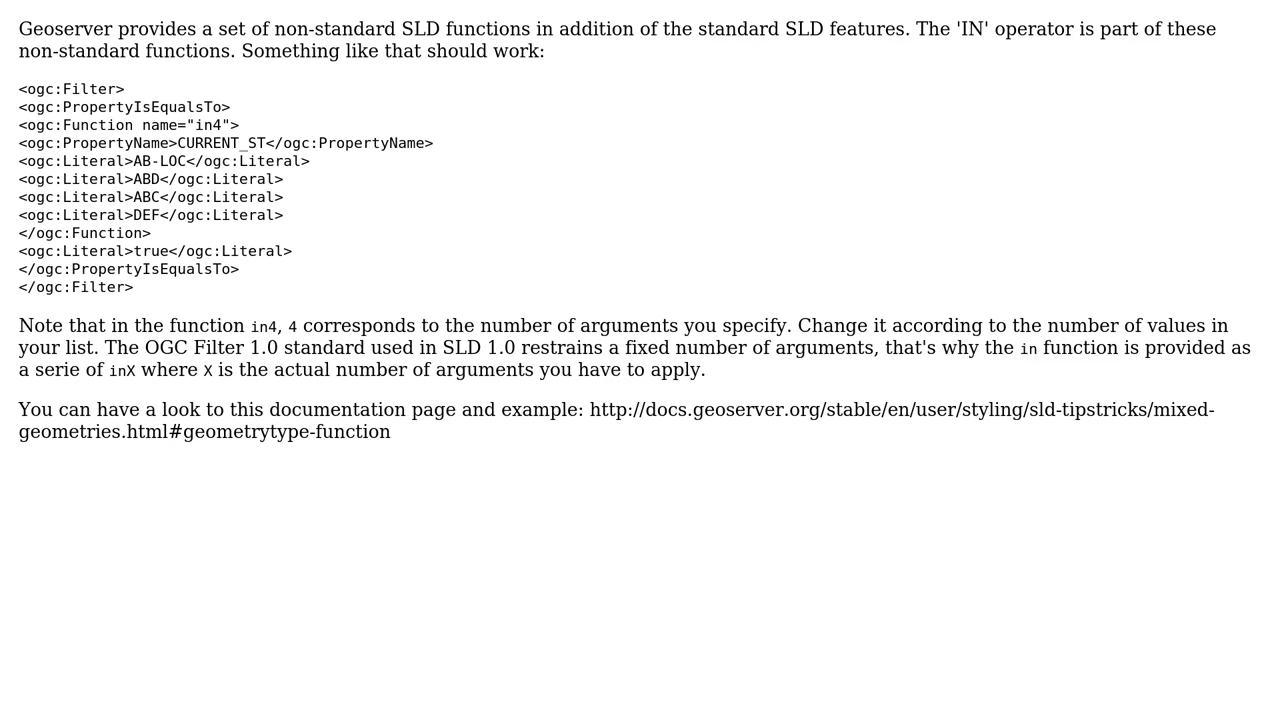 Geoserver provides a set of non-standard SLD functions in addition of the standard SLD features. The 'IN' operator is part of these
non-standard functions. Something like that should work:
<ogc:Filter>
<ogc:PropertyIsEqualsTo>
<ogc:Function name="in4">
<ogc:PropertyName>CURRENT_ST</ogc:PropertyName>
<ogc:Literal>AB-LOC</ogc:Literal>
<ogc:Literal>ABD</ogc:Literal>
<ogc:Literal>ABC</ogc:Literal>
<ogc:Literal>DEF</ogc:Literal>
</ogc:Function>
<ogc:Literal>true</ogc:Literal>
</ogc:PropertyIsEqualsTo>
</ogc:Filter>
Note that in the function in4, 4 corresponds to the number of arguments you specify. Change it according to the number of values in
your list. The OGC Filter 1.0 standard used in SLD 1.0 restrains a fixed number of arguments, that's why the in function is provided as
a serie of inX where X is the actual number of arguments you have to apply.
You can have a look to this documentation page and example: http://docs.geoserver.org/stable/en/user/styling/sld-tipstricks/mixed-
geometries.html#geometrytype-function